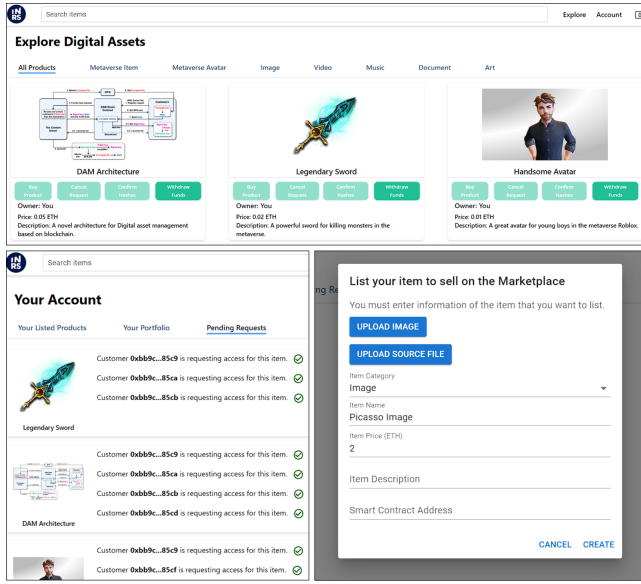 INRS
Search items
Explore Account
Explore Digital Assets
All Products Metaverse Item Metaverse Avatar Image Video Music Document Art
DAM Architecture
Buy Product Cancel Request Confirm Hashes Withdraw Funds
Owner: You
Price: 0.05 ETH
Description: A novel architecture for Digital asset management
based on blockchain.
Legendary Sword
Buy Product Cancel Request Confirm Hashes Withdraw Funds
Owner: You
Price: 0.02 ETH
Description: A powerful sword for killing monsters in the
metaverse.
Handsome Avatar
Buy Product Cancel Request Confirm Hashes Withdraw Funds
Owner: You
Price: 0.01 ETH
Description: A great avatar for young boys in the metaverse Roblox.
INRS
Search items
Your Account
Your Listed Products Your Portfolio Pending Requests
Customer 0xbb9c...85c9 is requesting access for this item.
Customer 0xbb9c...85ca is requesting access for this item.
Customer 0xbb9c...85cb is requesting access for this item.
Legendary Sword
Customer 0xbb9c...85c9 is requesting access for this item.
Customer 0xbb9c...85ca is requesting access for this item.
Customer 0xbb9c...85cb is requesting access for this item.
Customer 0xbb9c...85cd is requesting access for this item.
DAM Architecture
Customer 0xbb9c...85c9 is requesting access for this item.
Customer 0xbb9c...85cf is requesting access for this item.
ng Re
List your item to sell on the Marketplace
You must enter information of the item that you want to list.
UPLOAD IMAGE
UPLOAD SOURCE FILE
Item Category
Image
Item Name
Picasso Image
Item Price (ETH)
2
Item Description
Smart Contract Address
CANCEL CREATE